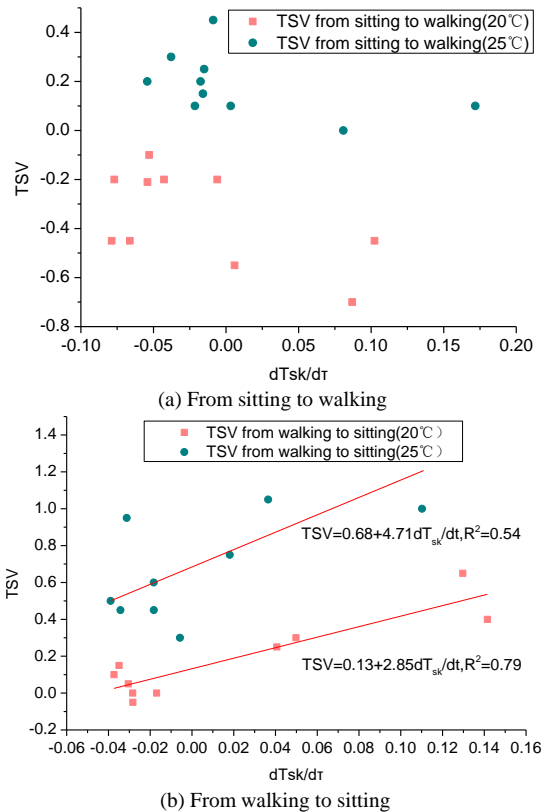 TSV from sitting to walking(20℃)
TSV from sitting to walking(25℃)
0.4
0.2
0.0
-0.2
-0.4
-0.6
-0.8
TSV
-0.10
-0.05
0.00
0.05
0.10
0.15
0.20
dTsk/dτ
(a) From sitting to walking
TSV from walking to sitting(20℃)
TSV from walking to sitting(25℃)
1.4
1.2
1.0
0.8
0.6
0.4
0.2
0.0
-0.2
TSV
TSV=0.68+4.71dT_sk/dt,R²=0.54
TSV=0.13+2.85dT_sk/dt,R²=0.79
-0.06
-0.04
-0.02
0.00
0.02
0.04
0.06
0.08
0.10
0.12
0.14
0.16
dTsk/dτ
(b) From walking to sitting